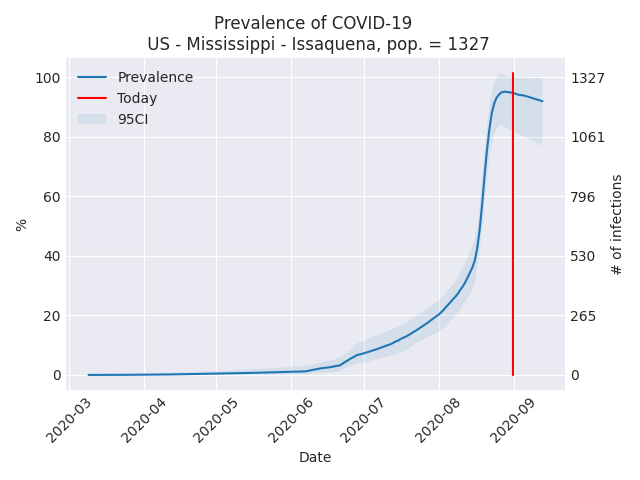 Prevalence of COVID-19
US - Mississippi - Issaquena, pop. = 1327
Prevalence
Today
95CI
100
80
60
40
20
0
%
1327
1061
796
530
265
0
# of infections
2020-03
2020-04
2020-05
2020-06
2020-07
2020-08
2020-09
Date